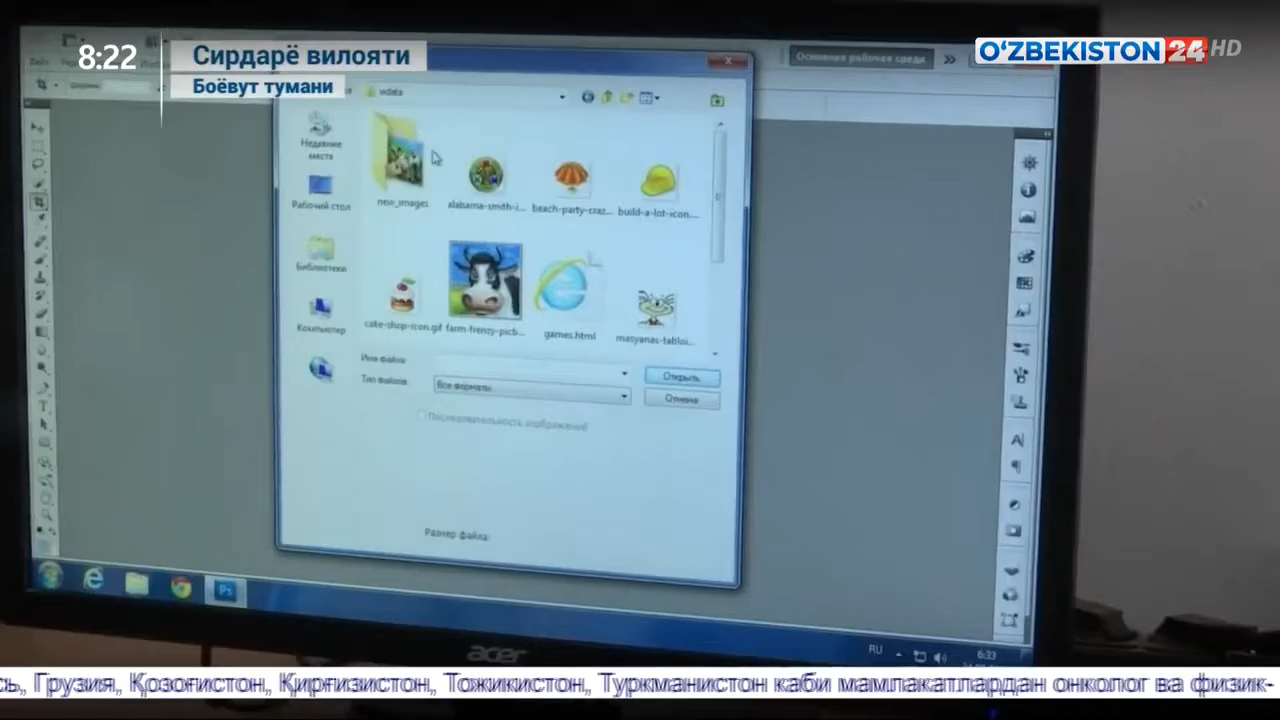 8:22
Сирдарё вилояти
Боёвут тумани
O‘ZBEKISTON 24 HD
Основная рабочая среда
widata
Недавние места
Рабочий стол
Библиотеки
Компьютер
new_images
alabama-smith-i...
beach-party-craz...
build-a-lot-icon....
cake-shop-icon.gif
farm-frenzy-picb...
games.html
masyanas-tabloi...
Имя файла:
Тип файлов:
Все форматы
Открыть
Отмена
Последовательность изображений
Размер файла:
Ps
RU
6:33
acer
сь, Грузия, Қозоғистон, Қирғизистон, Тожикистон, Туркманистон каби мамлакатлардан онколог ва физик-